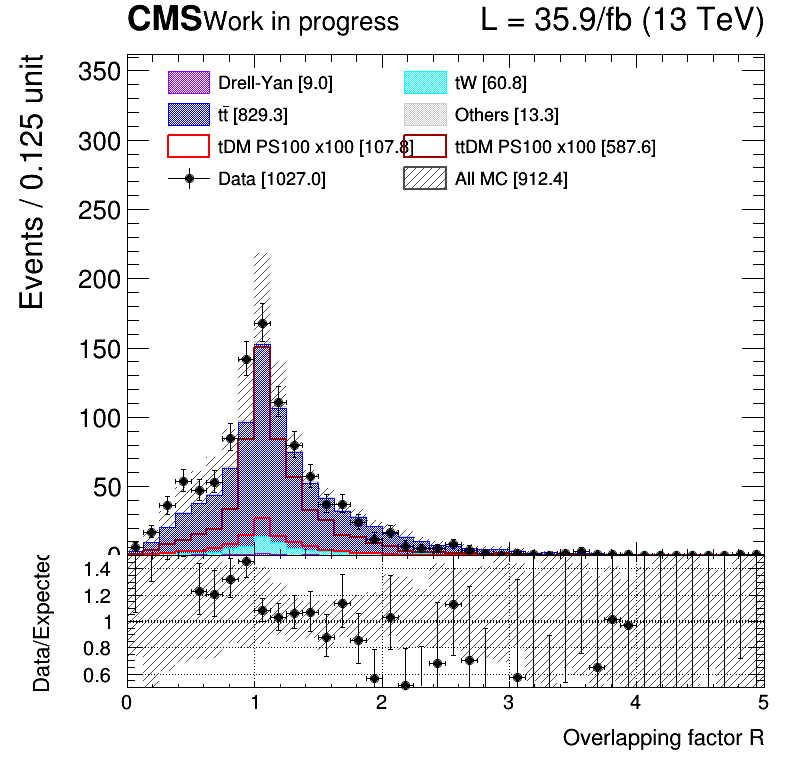 CMS Work in progress L = 35.9/fb (13 TeV)
Events / 0.125 unit
350
300
250
200
150
100
50
0
Drell-Yan [9.0] tW [60.8]
tt̄ [829.3] Others [13.3]
tDM PS100 x100 [107.8] ttDM PS100 x100 [587.6]
Data [1027.0] All MC [912.4]
Data/Expected
1.4
1.2
1
0.8
0.6
0 1 2 3 4 5
Overlapping factor R